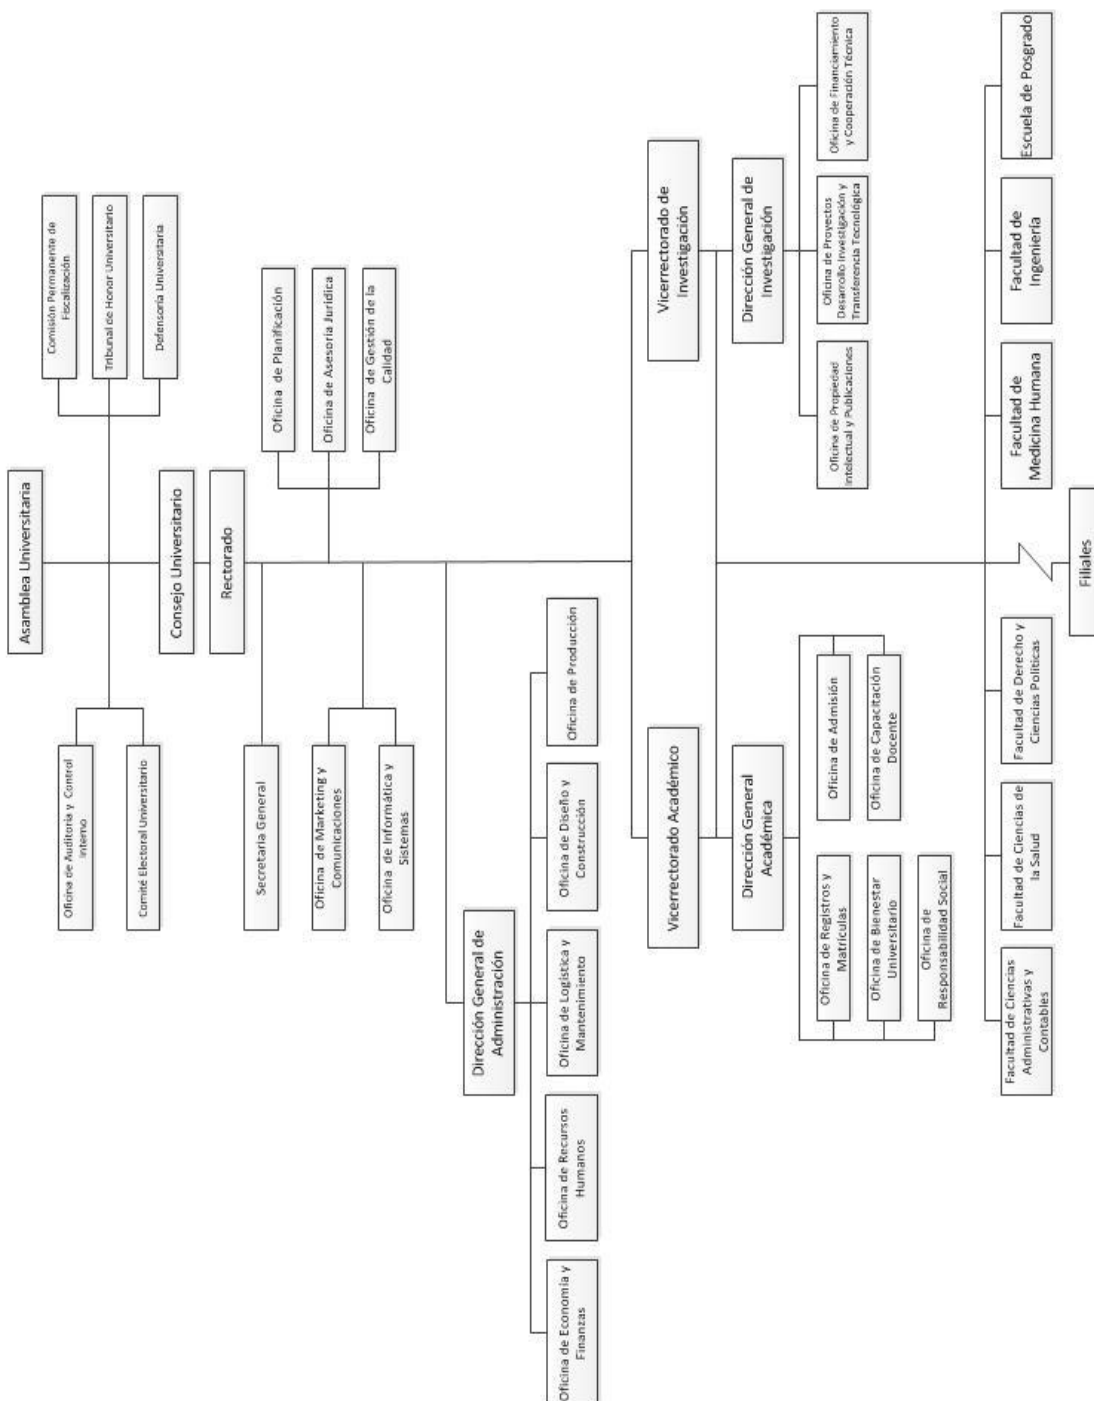 Asamblea Universitaria
Comisión Permanente de
Fiscalización
Tribunal de Honor Universitario
Defensoría Universitaria
Oficina de Auditoría y Control
Interno
Comité Electoral Universitario
Consejo Universitario
Rectorado
Secretaria General
Oficina de Planificación
Oficina de Asesoría Jurídica
Oficina de Gestión de la
Calidad
Oficina de Marketing y
Comunicaciones
Oficina de Informática y
Sistemas
Dirección General de
Administración
Oficina de Economía y
Finanzas
Oficina de Recursos
Humanos
Oficina de Logística y
Mantenimiento
Oficina de Diseño y
Construcción
Oficina de Producción
Vicerrectorado Académico
Vicerrectorado de
Investigación
Dirección General
Académica
Dirección General de
Investigación
Oficina de Registros y
Matrículas
Oficina de Bienestar
Universitario
Oficina de
Responsabilidad Social
Oficina de Admisión
Oficina de Capacitación
Docente
Oficina de Propiedad
Intelectual y Publicaciones
Oficina de Proyectos
Desarrollo Investigación y
Transferencia Tecnológica
Oficina de Financiamiento
y Cooperación Técnica
Facultad de Ciencias
Administrativas y
Contables
Facultad de Ciencias de
la Salud
Facultad de Derecho y
Ciencias Políticas
Facultad de
Medicina Humana
Facultad de
Ingeniería
Escuela de Posgrado
Filiales